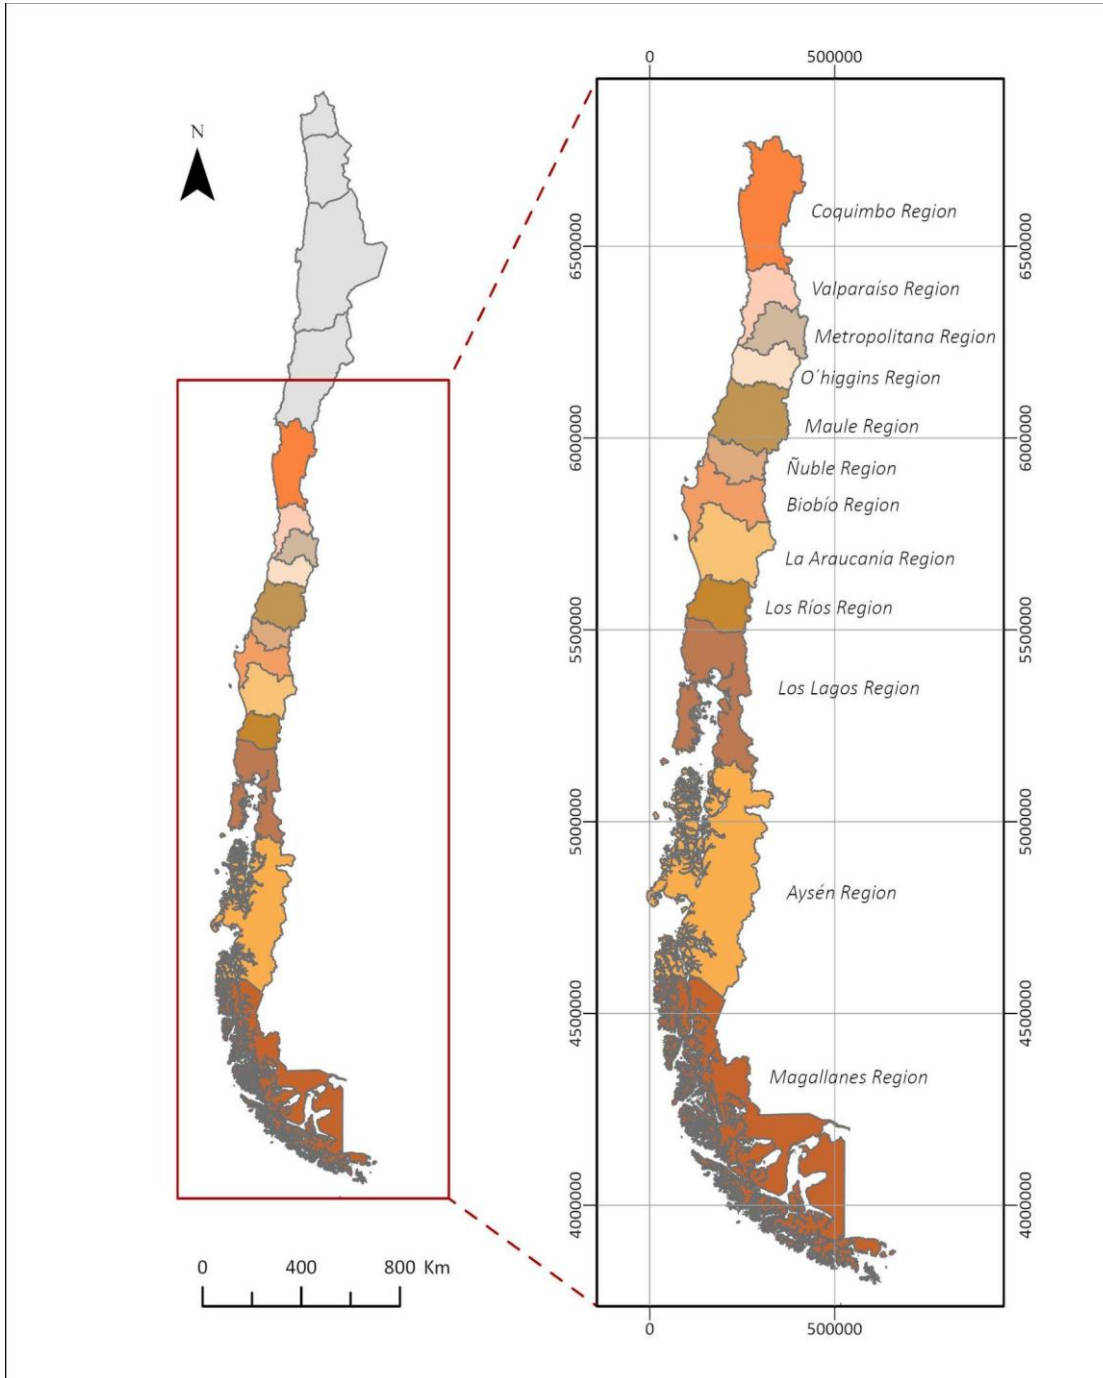 0 500000
N
Coquimbo Region
6500000 6500000
Valparaíso Region
Metropolitana Region
O´higgins Region
Maule Region
6000000 6000000
Ñuble Region
Biobío Region
La Araucanía Region
Los Ríos Region
5500000 5500000
Los Lagos Region
5000000 5000000
Aysén Region
4500000 4500000
Magallanes Region
4000000 4000000
0 400 800 Km
0 500000